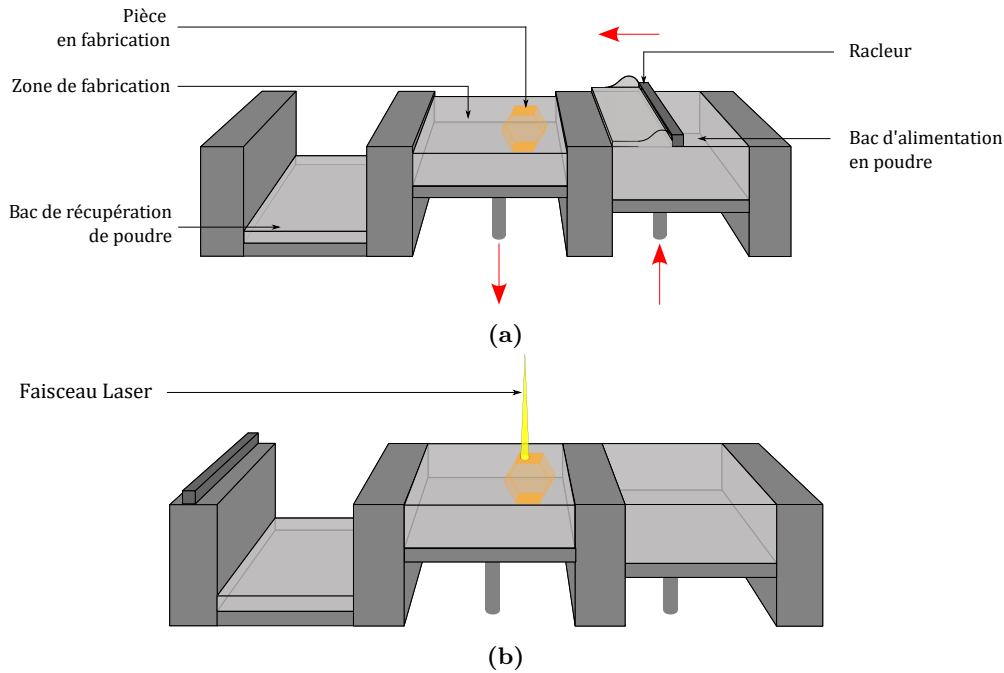 Pièce
en fabrication
Racleur
Zone de fabrication
Bac d'alimentation
en poudre
Bac de récupération
de poudre
(a)
Faisceau Laser
(b)